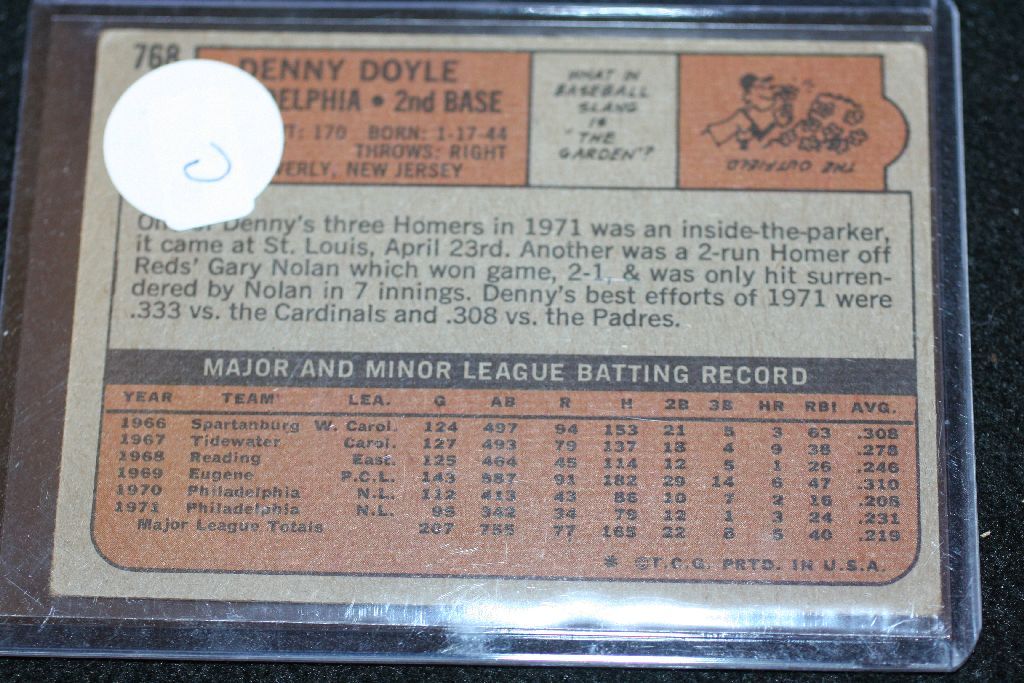 768
DENNY DOYLE
DELPHIA • 2nd BASE
T: 170 BORN: 1-17-44
THROWS: RIGHT
VERLY, NEW JERSEY
WHAT IN
BASEBALL
SLANG
IS
"THE
GARDEN"?
THE OUTFIELD
One of Denny's three Homers in 1971 was an inside-the-parker,
it came at St. Louis, April 23rd. Another was a 2-run Homer off
Reds' Gary Nolan which won game, 2-1, & was only hit surren-
dered by Nolan in 7 innings. Denny's best efforts of 1971 were
.333 vs. the Cardinals and .308 vs. the Padres.
MAJOR AND MINOR LEAGUE BATTING RECORD
YEAR TEAM LEA. G AB R H 2B 3B HR RBI AVG.
1966 Spartanburg W. Carol. 124 497 94 153 21 5 3 63 .308
1967 Tidewater Carol. 127 493 79 137 18 4 9 38 .278
1968 Reading East. 125 464 45 114 12 5 1 26 .246
1969 Eugene P.C.L. 143 587 91 182 29 14 6 47 .310
1970 Philadelphia N.L. 112 413 43 86 10 7 2 16 .208
1971 Philadelphia N.L. 95 342 34 79 12 1 3 24 .231
Major League Totals 207 755 77 165 22 8 5 40 .219
* ©T.C.G. PRTD. IN U.S.A.